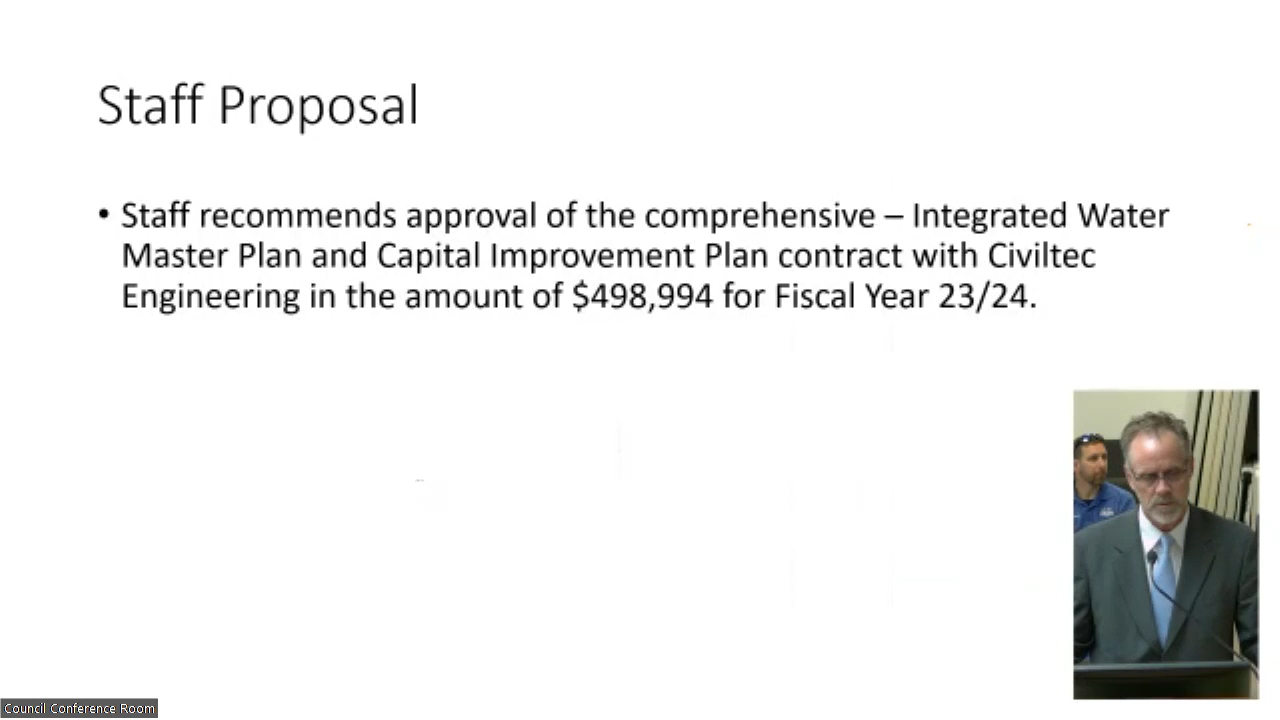 Staff Proposal
• Staff recommends approval of the comprehensive – Integrated Water
Master Plan and Capital Improvement Plan contract with Civiltec
Engineering in the amount of $498,994 for Fiscal Year 23/24.
Council Conference Room